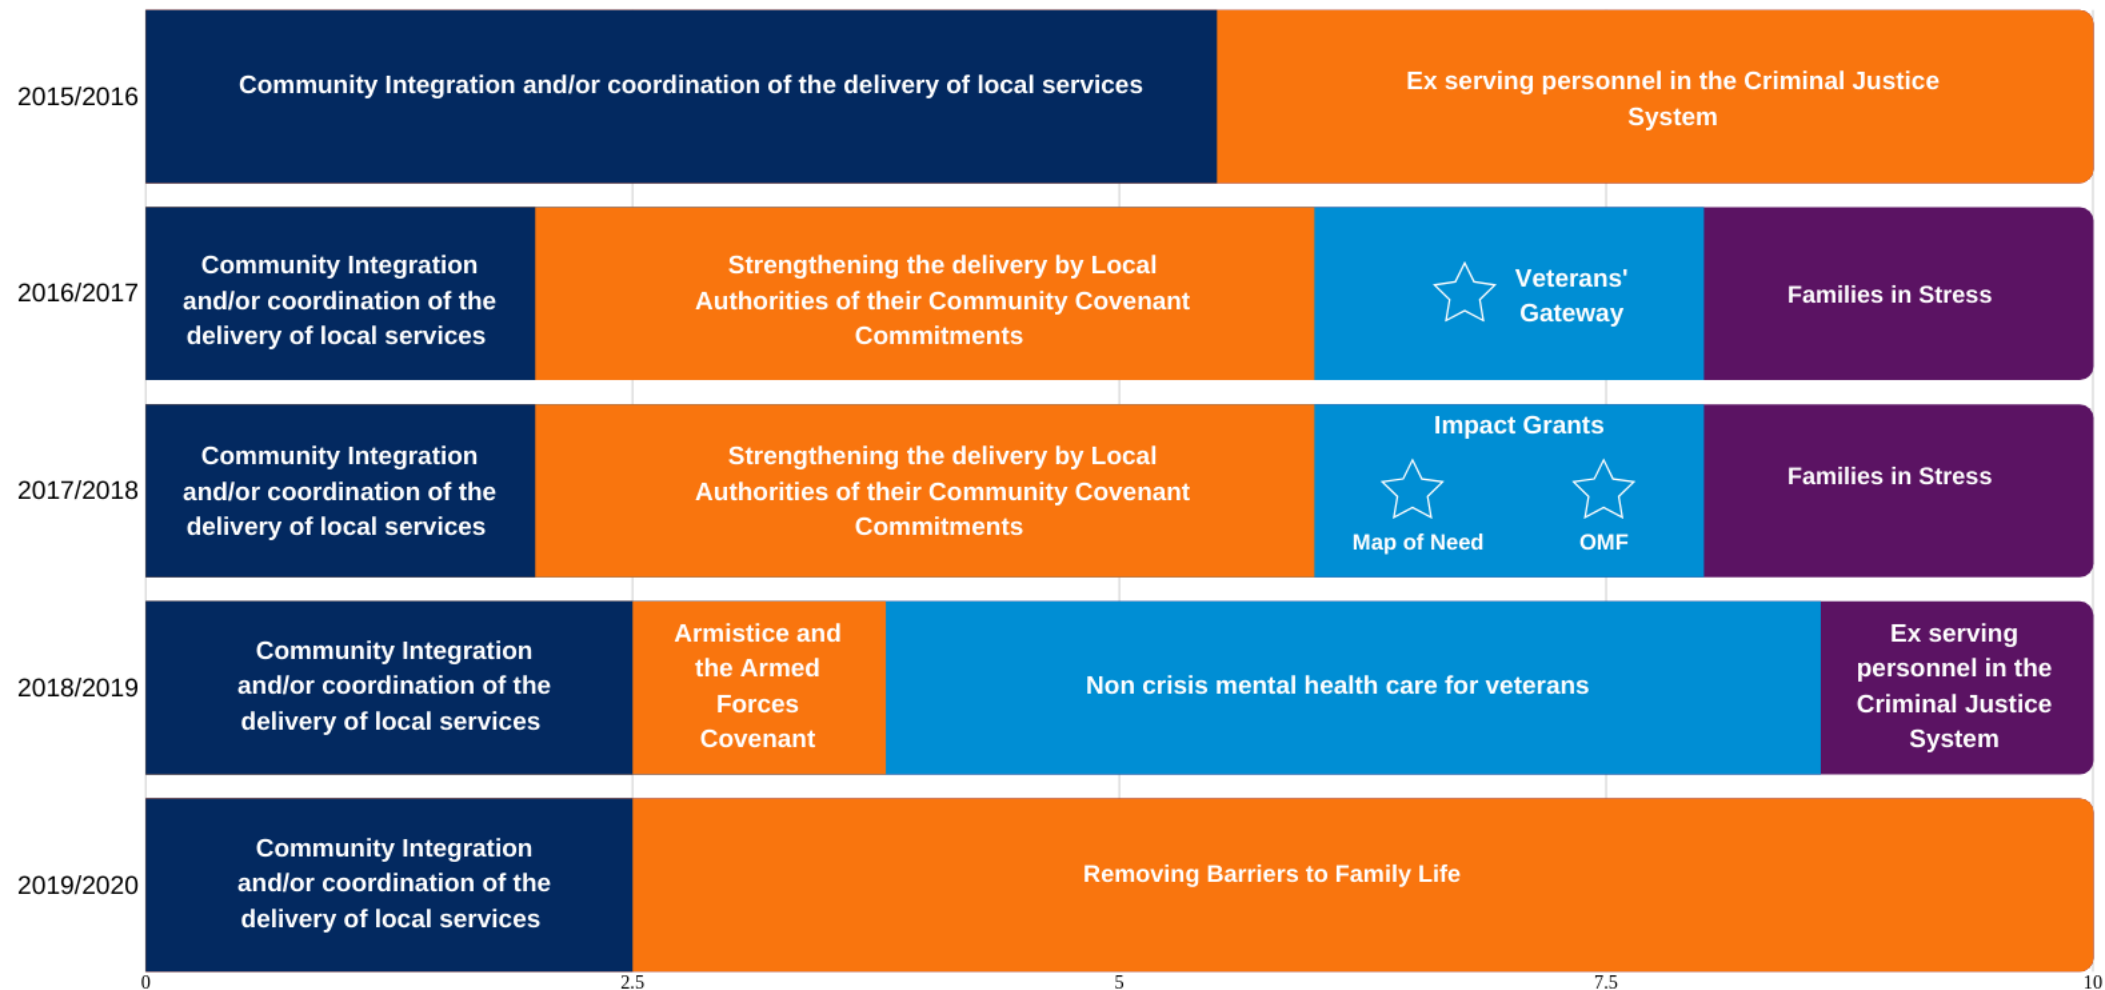 Community Integration and/or coordination of the delivery of local services
Ex serving personnel in the Criminal Justice
System
2015/2016
Community Integration
and/or coordination of the
delivery of local services
Strengthening the delivery by Local
Authorities of their Community Covenant
Commitments
Veterans'
Gateway
Families in Stress
2016/2017
Community Integration
and/or coordination of the
delivery of local services
Strengthening the delivery by Local
Authorities of their Community Covenant
Commitments
Impact Grants
Map of Need
OMF
Families in Stress
2017/2018
Community Integration
and/or coordination of the
delivery of local services
Armistice and
the Armed
Forces
Covenant
Non crisis mental health care for veterans
Ex serving
personnel in the
Criminal Justice
System
2018/2019
Community Integration
and/or coordination of the
delivery of local services
Removing Barriers to Family Life
2019/2020
0 2.5 5 7.5 10